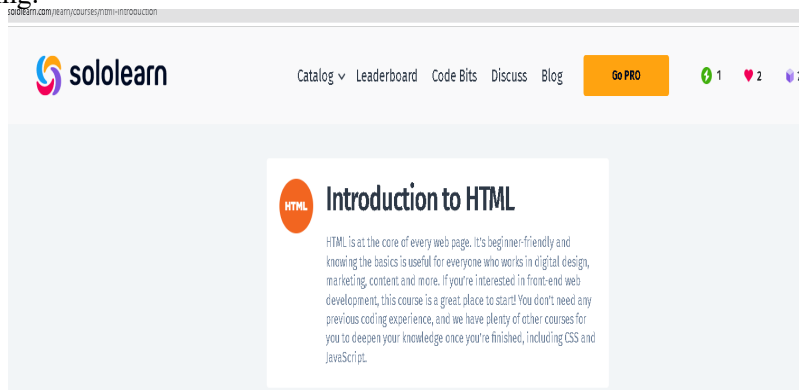 sololearn.com/learn/courses/html-introduction
sololearn Catalog Leaderboard Code Bits Discuss Blog Go PRO 1 2
HTML
Introduction to HTML
HTML is at the core of every web page. It's beginner-friendly and
knowing the basics is useful for everyone who works in digital design,
marketing, content and more. If you're interested in front-end web
development, this course is a great place to start! You don't need any
previous coding experience, and we have plenty of other courses for
you to deepen your knowledge once you're finished, including CSS and
JavaScript.